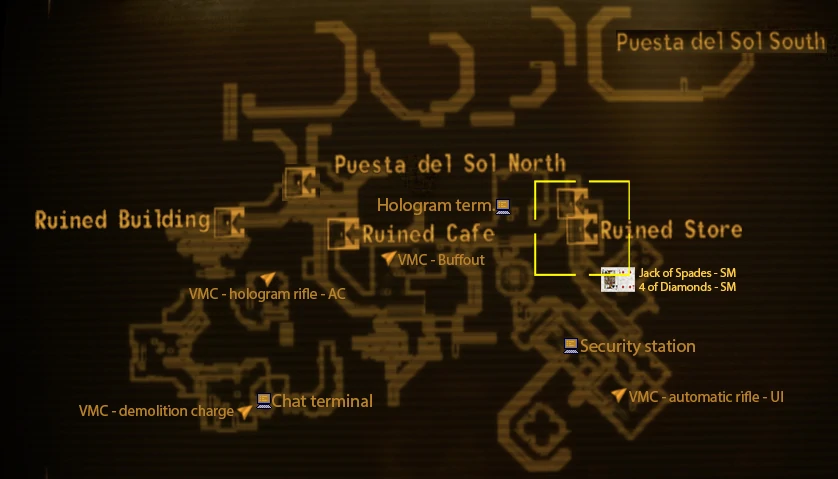 Puesta del Sol South
Puesta del Sol North
Hologram term.
Ruined Building
Ruined Cafe
Ruined Store
VMC - Buffout
Jack of Spades - SM
4 of Diamonds - SM
VMC - hologram rifle - AC
Security station
VMC - automatic rifle - UI
Chat terminal
VMC - demolition charge